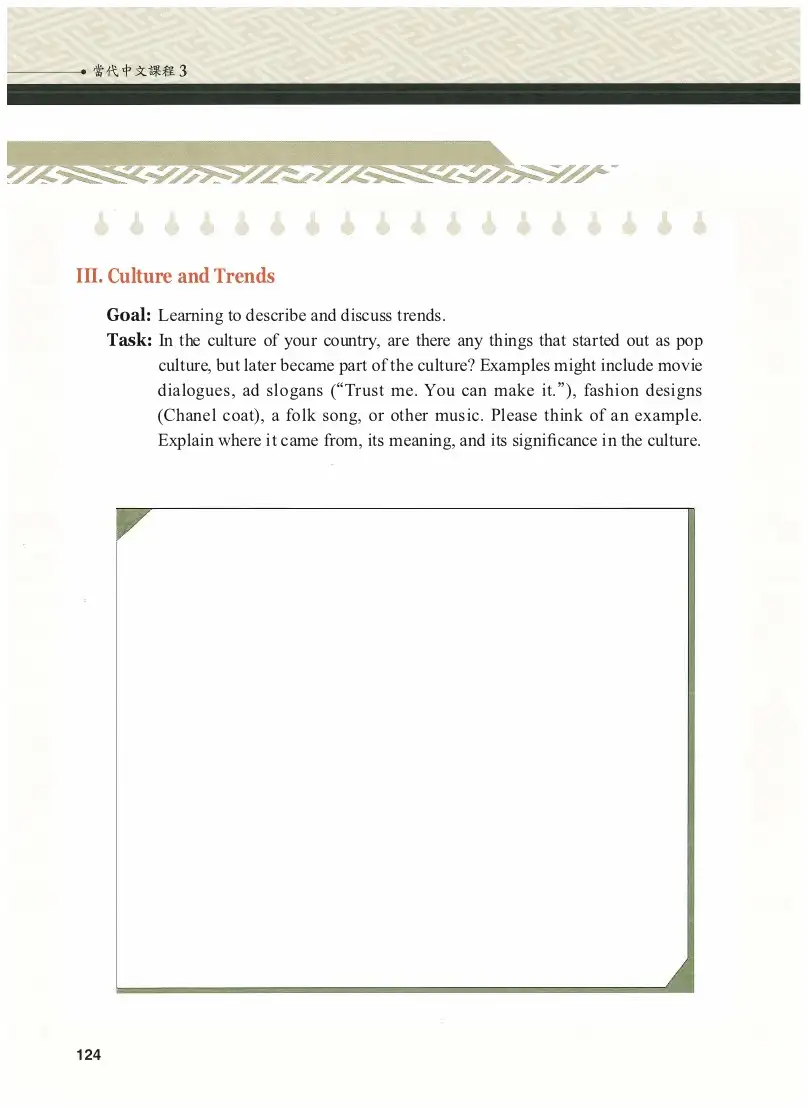 當代中文課程 3
III. Culture and Trends
Goal: Learning to describe and discuss trends.
Task: In the culture of your country, are there any things that started out as pop
culture, but later became part of the culture? Examples might include movie
dialogues, ad slogans (“Trust me. You can make it.”), fashion designs
(Chanel coat), a folk song, or other music. Please think of an example.
Explain where it came from, its meaning, and its significance in the culture.
124